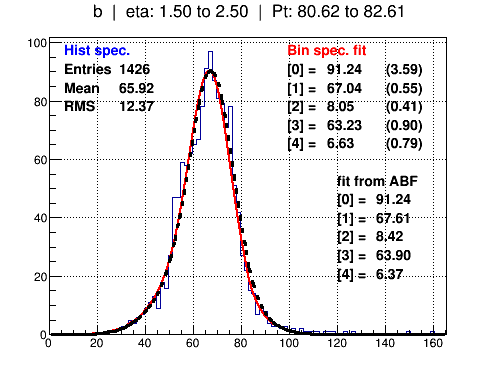 b | eta: 1.50 to 2.50 | Pt: 80.62 to 82.61
Hist spec.
Entries 1426
Mean 65.92
RMS 12.37
Bin spec. fit
[0] = 91.24 (3.59)
[1] = 67.04 (0.55)
[2] = 8.05 (0.41)
[3] = 63.23 (0.90)
[4] = 6.63 (0.79)
fit from ABF
[0] = 91.24
[1] = 67.61
[2] = 8.42
[3] = 63.90
[4] = 6.37
100
80
60
40
20
0
0 20 40 60 80 100 120 140 160